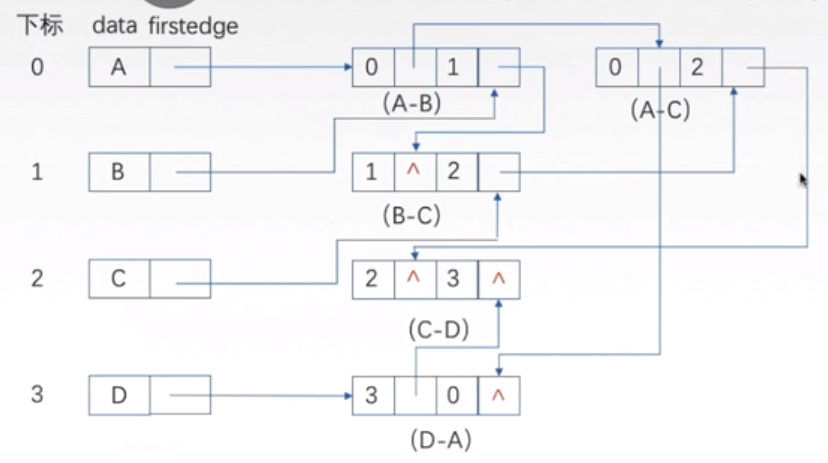 下标 data firstedge
0 A 0 1 0 2
(A-B) (A-C)
1 B 1 ^ 2
(B-C)
2 C 2 ^ 3 ^
(C-D)
3 D 3 0 ^
(D-A)